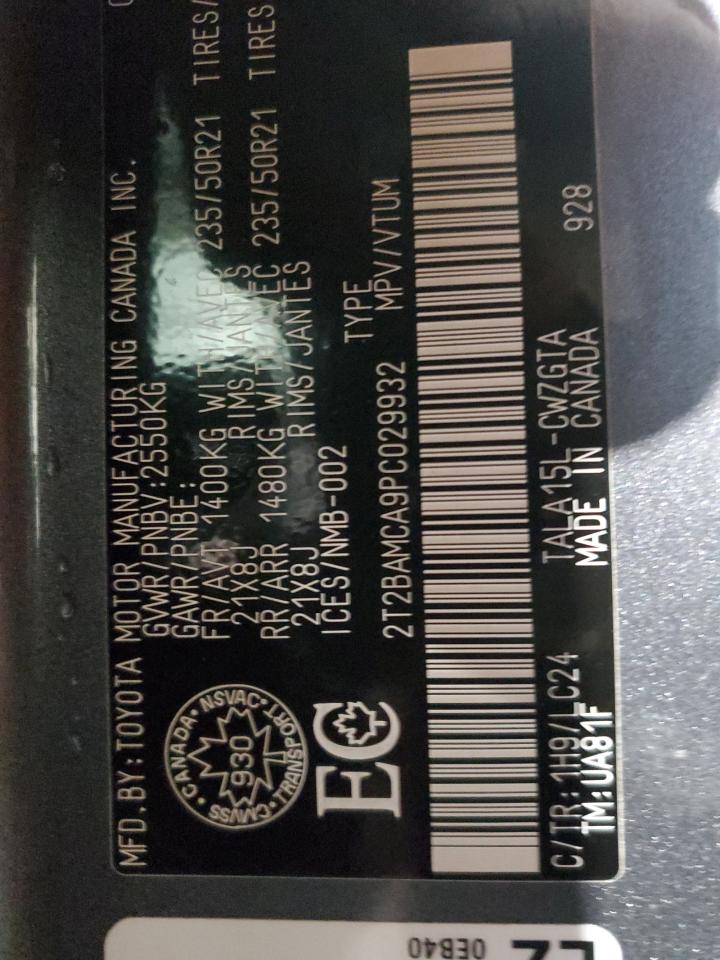 MFD.BY:TOYOTA MOTOR MANUFACTURING CANADA INC.
GVWR/PNBV:2550KG
GAWR/PNBE:
FR/AVT 1400KG WITH/AVEC 235/50R21 TIRES/
21X8J RIMS/JANTES
RR/ARR 1480KG WITH/AVEC 235/50R21 TIRES
21X8J RIMS/JANTES
ICES/NMB-002
TYPE
2T2BAMCA9PC029932 MPV/VTUM
CANADA • NSVAC • TRANSPORT • CMVSS
930
EC
C/TR:1H9/LC24 TALA15L-CWZGTA 928
TM:UA81F MADE IN CANADA
0EB40